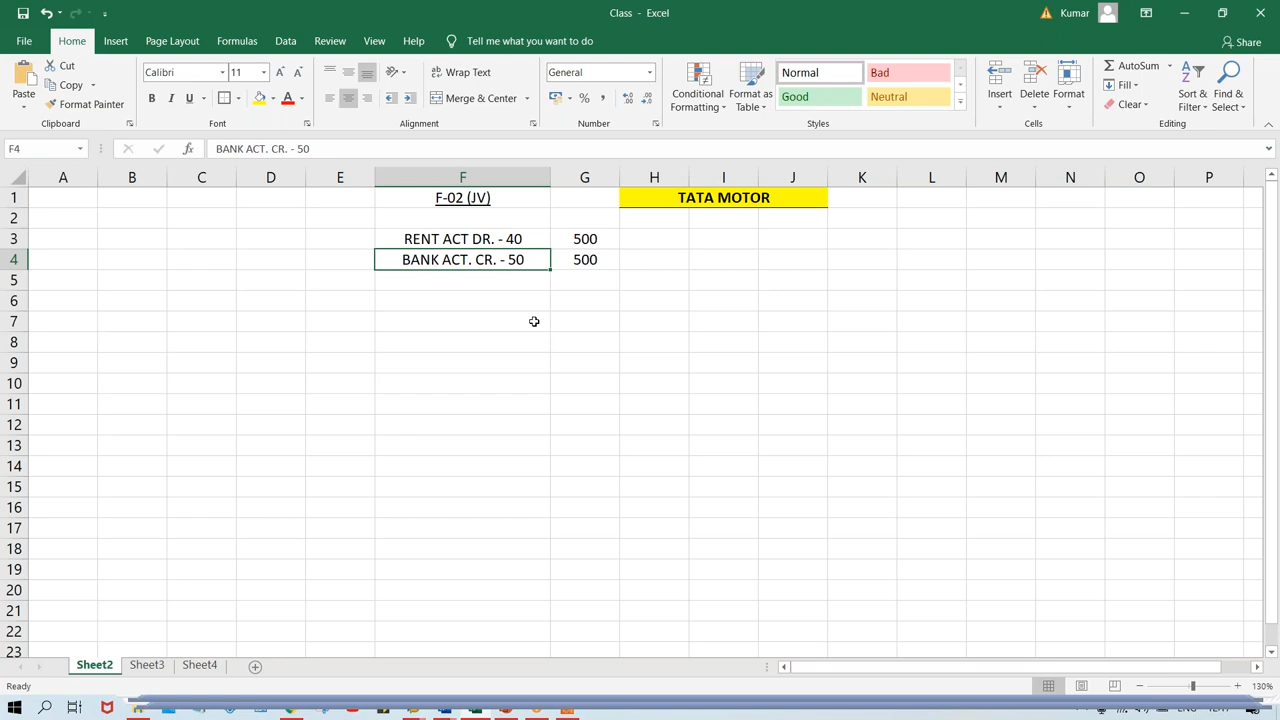 Class - Excel
Kumar
File Home Insert Page Layout Formulas Data Review View Help Tell me what you want to do Share
Paste
Cut
Copy
Format Painter
Clipboard
Calibri 11
B I U
Font
Wrap Text
Merge & Center
Alignment
General
Number
Conditional Formatting
Format as Table
Normal Bad
Good Neutral
Styles
Insert Delete Format
Cells
AutoSum
Fill
Clear
Sort & Filter
Find & Select
Editing
F4 fx BANK ACT. CR. - 50
A B C D E F G H I J K L M N O P
1 F-02 (JV) TATA MOTOR
2
3 RENT ACT DR. - 40 500
4 BANK ACT. CR. - 50 500
5
6
7
8
9
10
11
12
13
14
15
16
17
18
19
20
21
22
23
Sheet2 Sheet3 Sheet4
Ready 130%